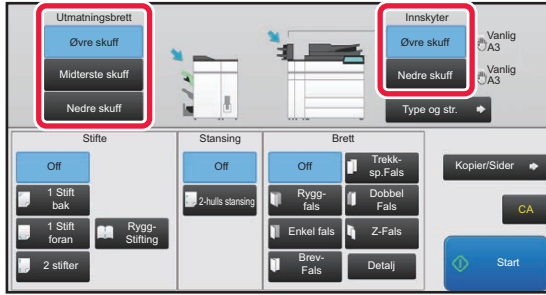 Utmatningsbrett
Øvre skuff
Midterste skuff
Nedre skuff
Innskyter
Øvre skuff
Vanlig
A3
Nedre skuff
Vanlig
A3
Type og str.
Stifte
Off
1 Stift
bak
1 Stift
foran
Rygg-
Stifting
2 stifter
Stansing
Off
2-hulls stansing
Brett
Off
Trekk-
sp.Fals
Rygg-
fals
Dobbel
Fals
Enkel fals
Z-Fals
Brev-
Fals
Detalj
Kopier/Sider
CA
Start